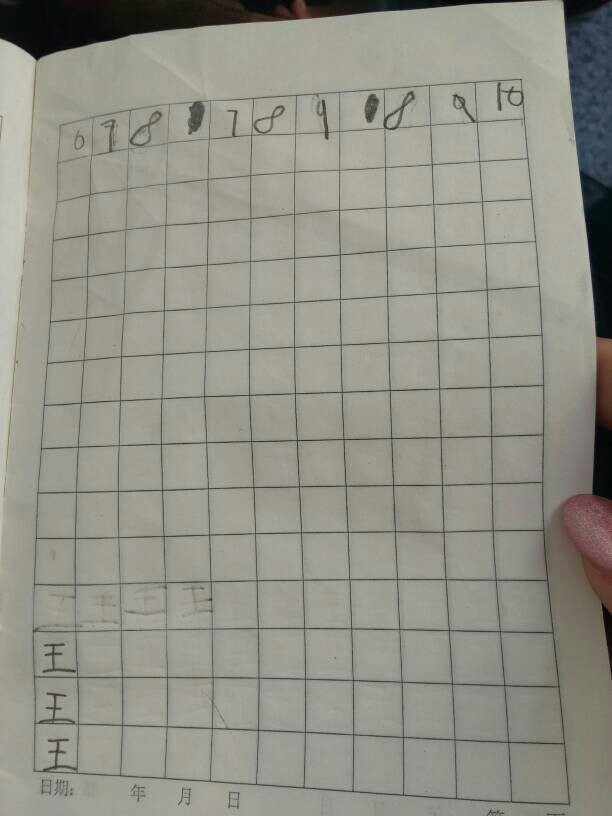 6 7 8 7 8 9 8 9 10
王 王 王 王
王
王
王
日期: 年 月 日